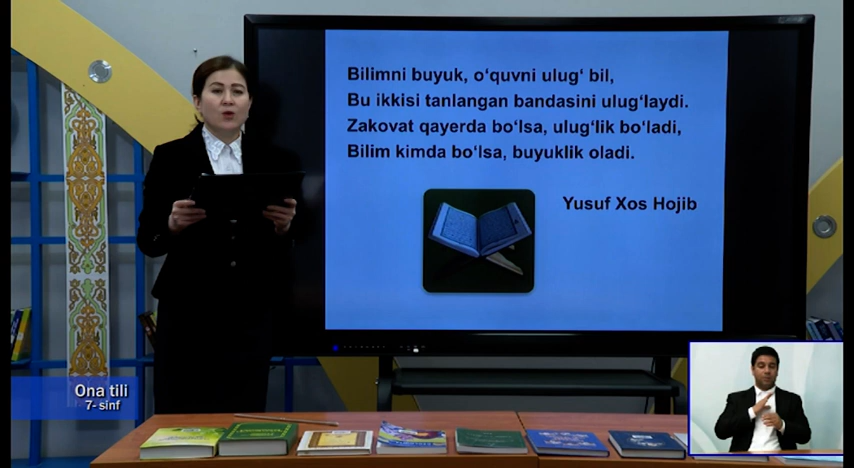 Bilimni buyuk, o‘quvni ulug‘ bil,
Bu ikkisi tanlangan bandasini ulug‘laydi.
Zakovat qayerda bo‘lsa, ulug‘lik bo‘ladi,
Bilim kimda bo‘lsa, buyuklik oladi.
Yusuf Xos Hojib
Ona tili
7- sinf